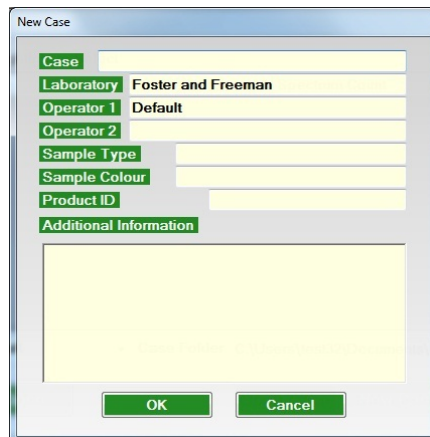 New Case
Case
Laboratory Foster and Freeman
Operator 1 Default
Operator 2
Sample Type
Sample Colour
Product ID
Additional Information
OK Cancel